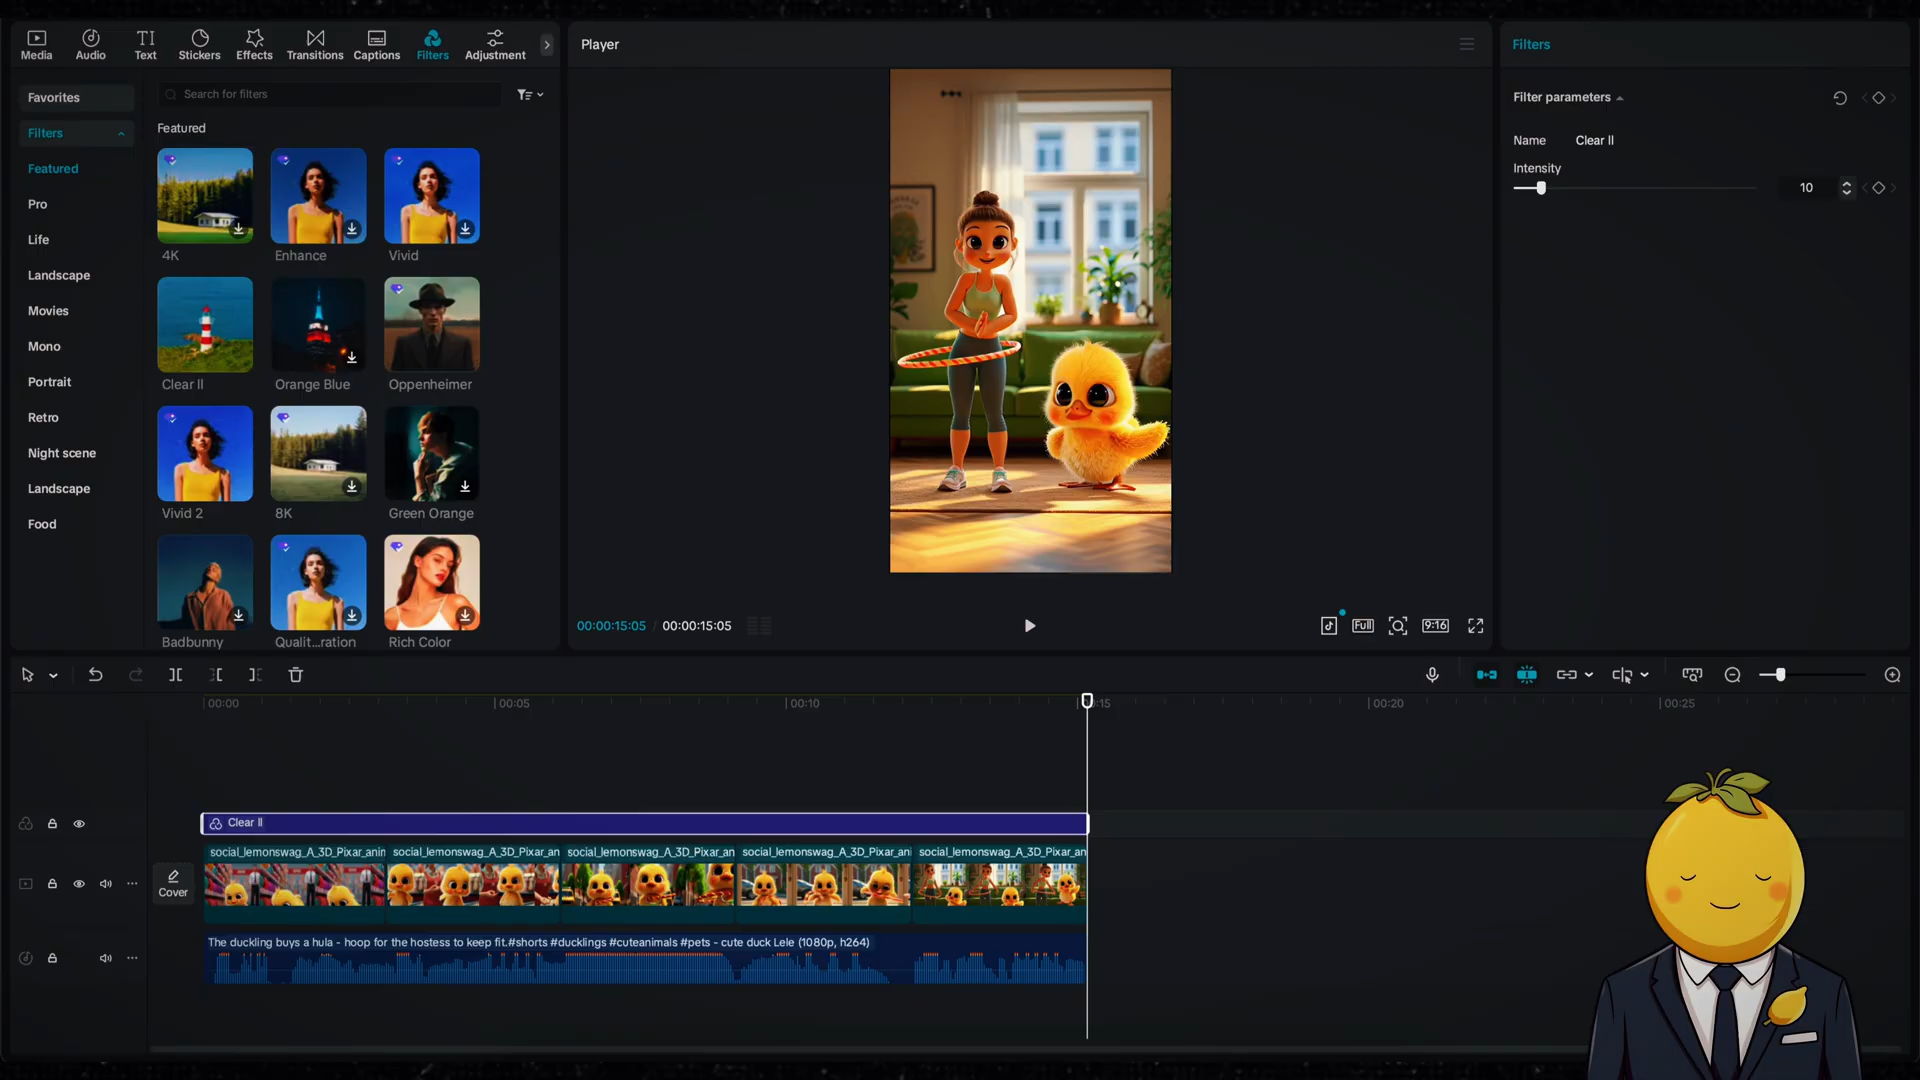 Media
Audio
Text
Stickers
Effects
Transitions
Captions
Filters
Adjustment
Player
Filters
Favorites
Filters
Featured
Pro
Life
Landscape
Movies
Mono
Portrait
Retro
Night scene
Landscape
Food
Search for filters
Featured
4K
Enhance
Vivid
Clear II
Orange Blue
Oppenheimer
Vivid 2
8K
Green Orange
Badbunny
Qualit...ration
Rich Color
Filter parameters
Name Clear II
Intensity
10
00:00:15:05 / 00:00:15:05
Full
9:16
00:00
00:05
00:10
0:15
00:20
00:25
Clear II
Cover
social_lemonswag_A_3D_Pixar_anim
social_lemonswag_A_3D_Pixar_an
social_lemonswag_A_3D_Pixar_an
social_lemonswag_A_3D_Pixar_an
social_lemonswag_A_3D_Pixar_an
The duckling buys a hula - hoop for the hostess to keep fit.#shorts #ducklings #cuteanimals #pets - cute duck Lele (1080p, h264)